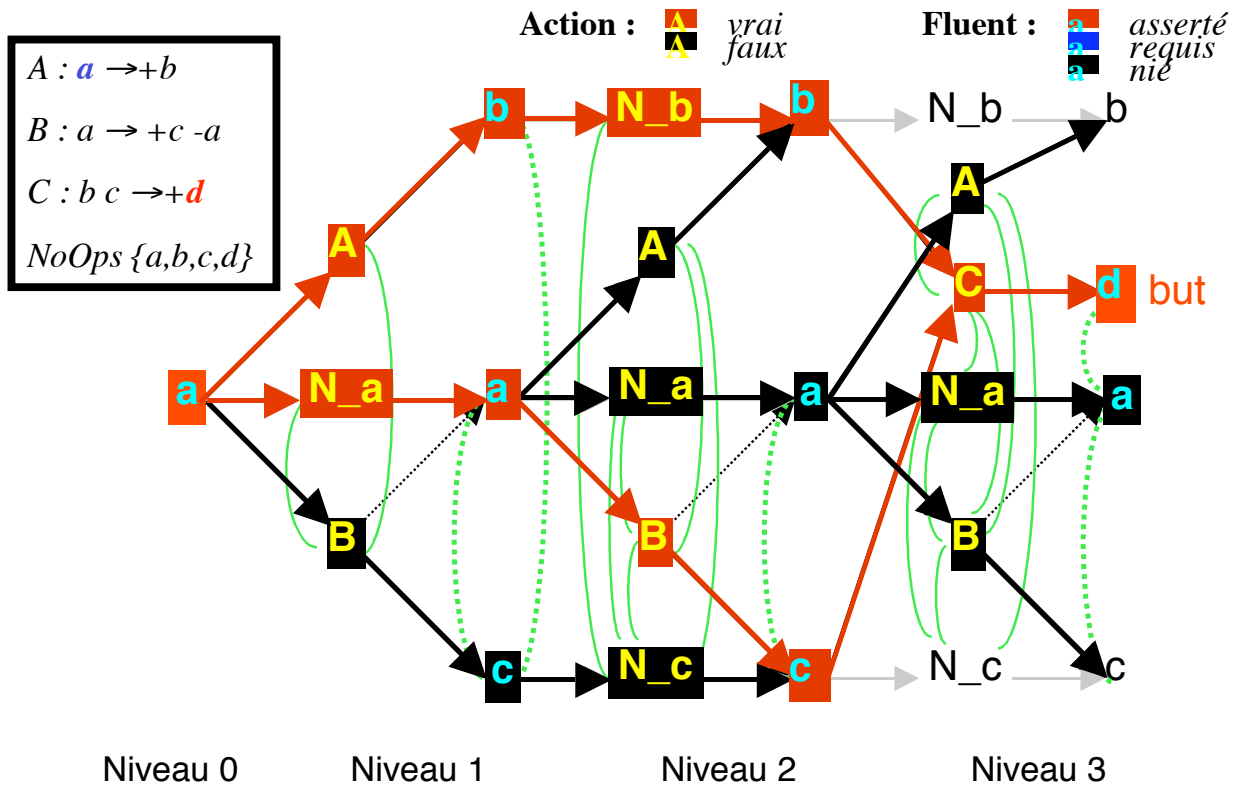 Action : A vrai
A faux
Fluent : a asserté
a requis
a nié
A : a →+b
B : a → +c -a
C : b c →+d
NoOps {a,b,c,d}
b N_b b N_b b
A A A
C d but
a N_a a N_a a N_a a
B B B
c N_c c N_c c
Niveau 0 Niveau 1 Niveau 2 Niveau 3